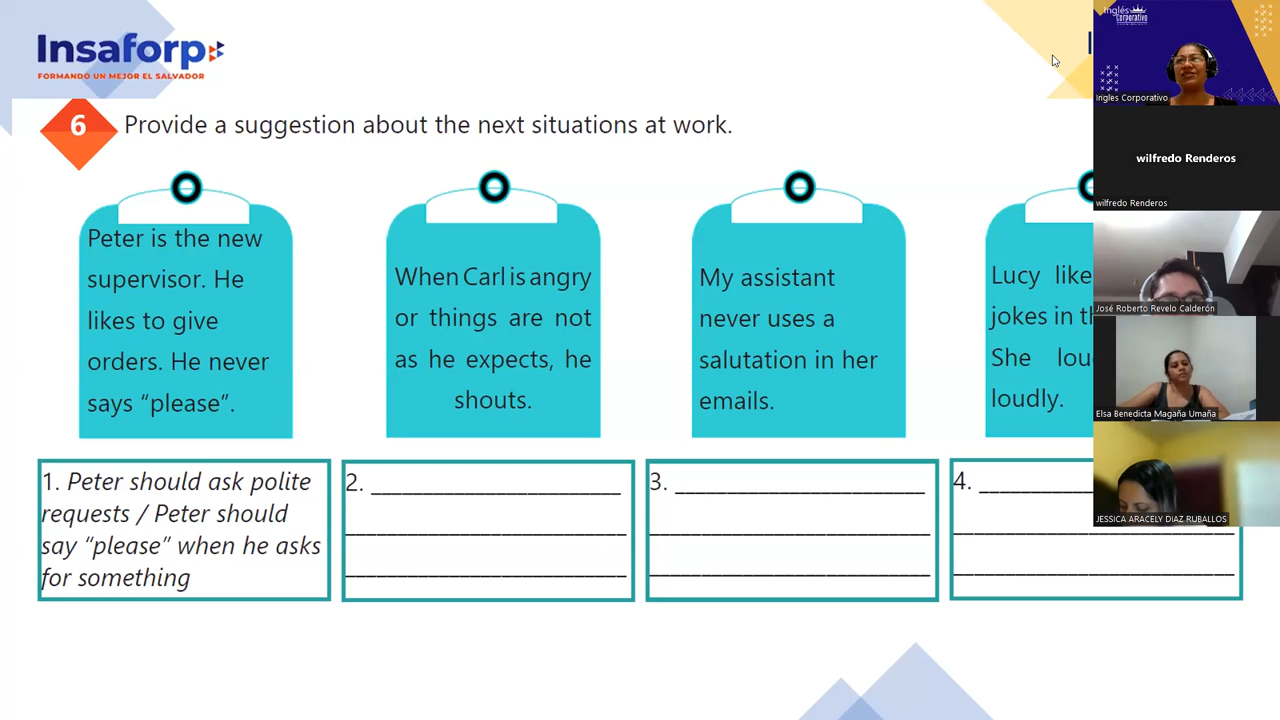 Insaforp
FORMANDO UN MEJOR EL SALVADOR
6
Provide a suggestion about the next situations at work.
Peter is the new
supervisor. He
likes to give
orders. He never
says “please”.
When Carl is angry
or things are not
as he expects, he
shouts.
My assistant
never uses a
salutation in her
emails.
Lucy like
jokes in
She
loudly.
1. Peter should ask polite
requests / Peter should
say “please” when he asks
for something
2.
3.
4.
Inglés
corporativo
Ingles Corporativo
wilfredo Renderos
wilfredo Renderos
José Roberto Revelo Calderón
Elsa Benedicta Magaña Umaña
JESSICA ARACELY DIAZ RUBALLOS